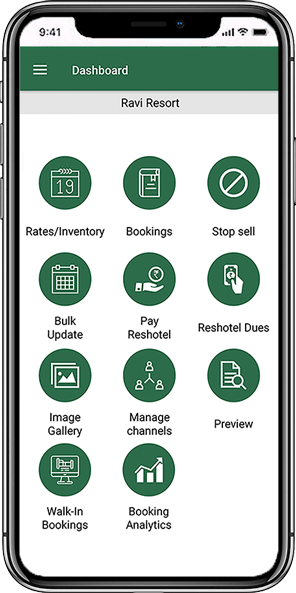 9:41
Dashboard
Ravi Resort
19
Rates/Inventory
Bookings
Stop sell
₹
Bulk
Update
Pay
Reshotel
Reshotel Dues
Image
Gallery
Manage
channels
Preview
Walk-In
Bookings
Booking
Analytics